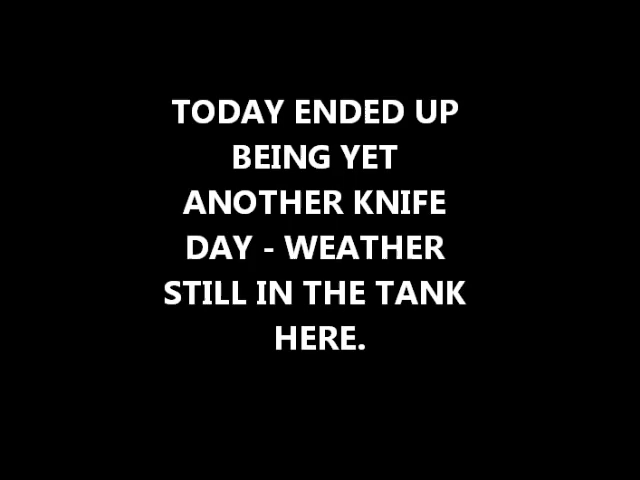 TODAY ENDED UP
BEING YET
ANOTHER KNIFE
DAY - WEATHER
STILL IN THE TANK
HERE.